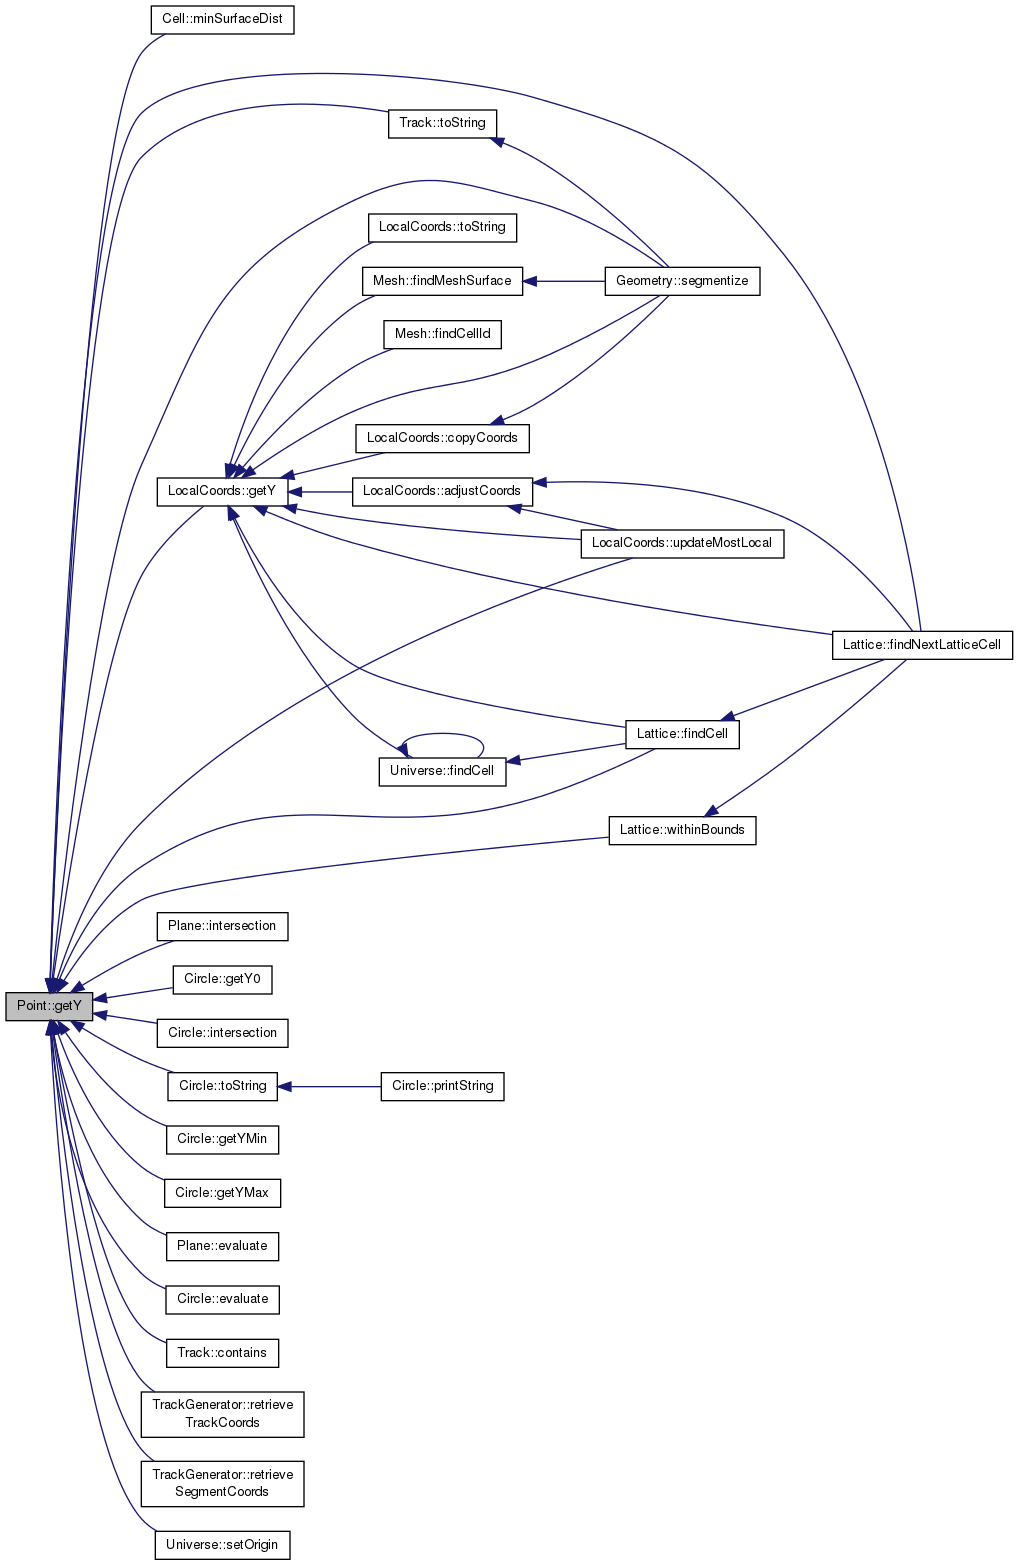 Cell::minSurfaceDist
Track::toString
LocalCoords::toString
Mesh::findMeshSurface
Geometry::segmentize
Mesh::findCellId
LocalCoords::copyCoords
LocalCoords::getY
LocalCoords::adjustCoords
LocalCoords::updateMostLocal
Lattice::findNextLatticeCell
Lattice::findCell
Universe::findCell
Lattice::withinBounds
Plane::intersection
Circle::getY0
Point::getY
Circle::intersection
Circle::toString
Circle::printString
Circle::getYMin
Circle::getYMax
Plane::evaluate
Circle::evaluate
Track::contains
TrackGenerator::retrieve
TrackCoords
TrackGenerator::retrieve
SegmentCoords
Universe::setOrigin